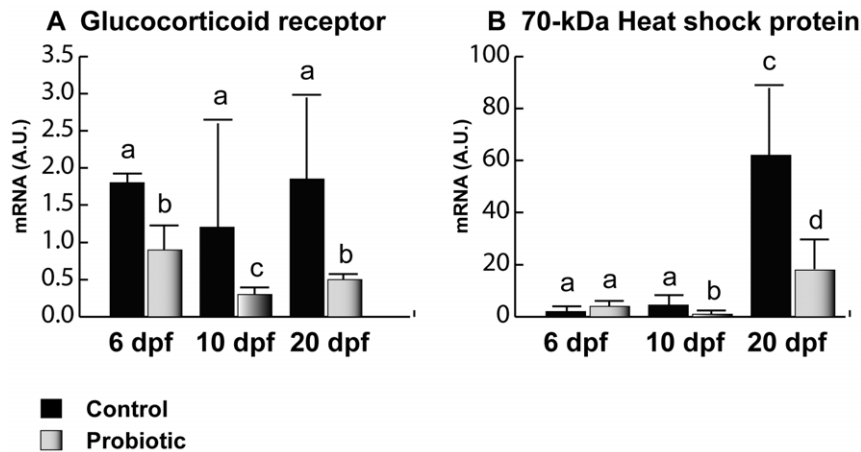 A Glucocorticoid receptor
3.5
3.0
2.5
2.0
1.5
1.0
0.5
0.0
mRNA (A.U.)
a
b
a
c
a
b
6 dpf 10 dpf 20 dpf
B 70-kDa Heat shock protein
100
80
60
40
20
0
mRNA (A.U.)
a
a
a
b
c
d
6 dpf 10 dpf 20 dpf
Control
Probiotic